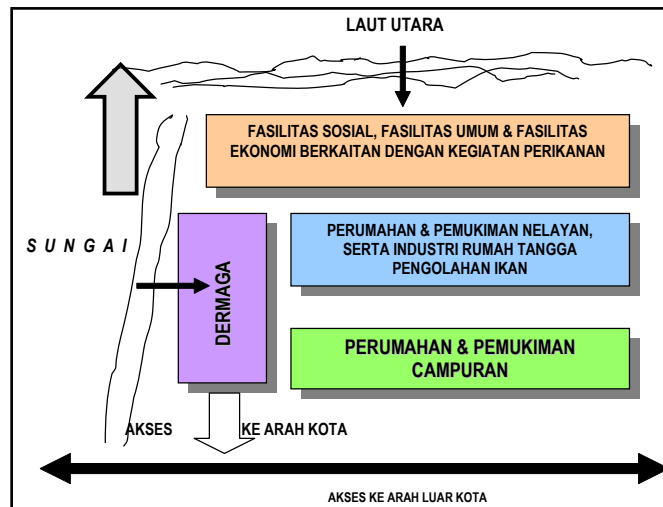 LAUT UTARA
FASILITAS SOSIAL, FASILITAS UMUM & FASILITAS
EKONOMI BERKAITAN DENGAN KEGIATAN PERIKANAN
SUNGAI
DERMAGA
PERUMAHAN & PEMUKIMAN NELAYAN,
SERTA INDUSTRI RUMAH TANGGA
PENGOLAHAN IKAN
PERUMAHAN & PEMUKIMAN
CAMPURAN
AKSES KE ARAH KOTA
AKSES KE ARAH LUAR KOTA